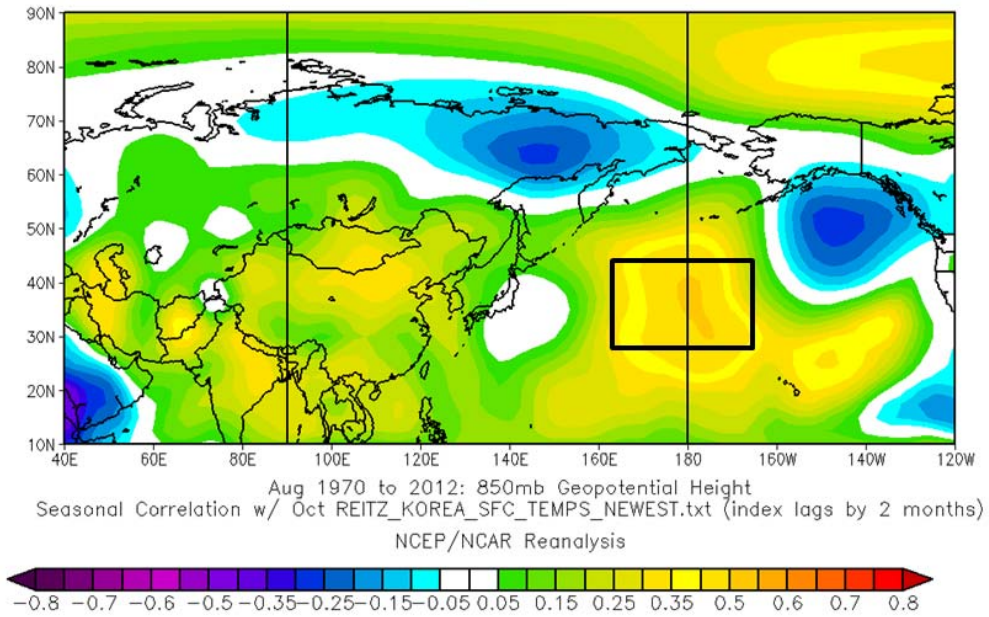 90N
80N
70N
60N
50N
40N
30N
20N
10N
40E 60E 80E 100E 120E 140E 160E 180 160W 140W 120W
Aug 1970 to 2012: 850mb Geopotential Height
Seasonal Correlation w/ Oct REITZ_KOREA_SFC_TEMPS_NEWEST.txt (index lags by 2 months)
NCEP/NCAR Reanalysis
-0.8 -0.7 -0.6 -0.5 -0.35 -0.25 -0.15 -0.05 0.05 0.15 0.25 0.35 0.5 0.6 0.7 0.8